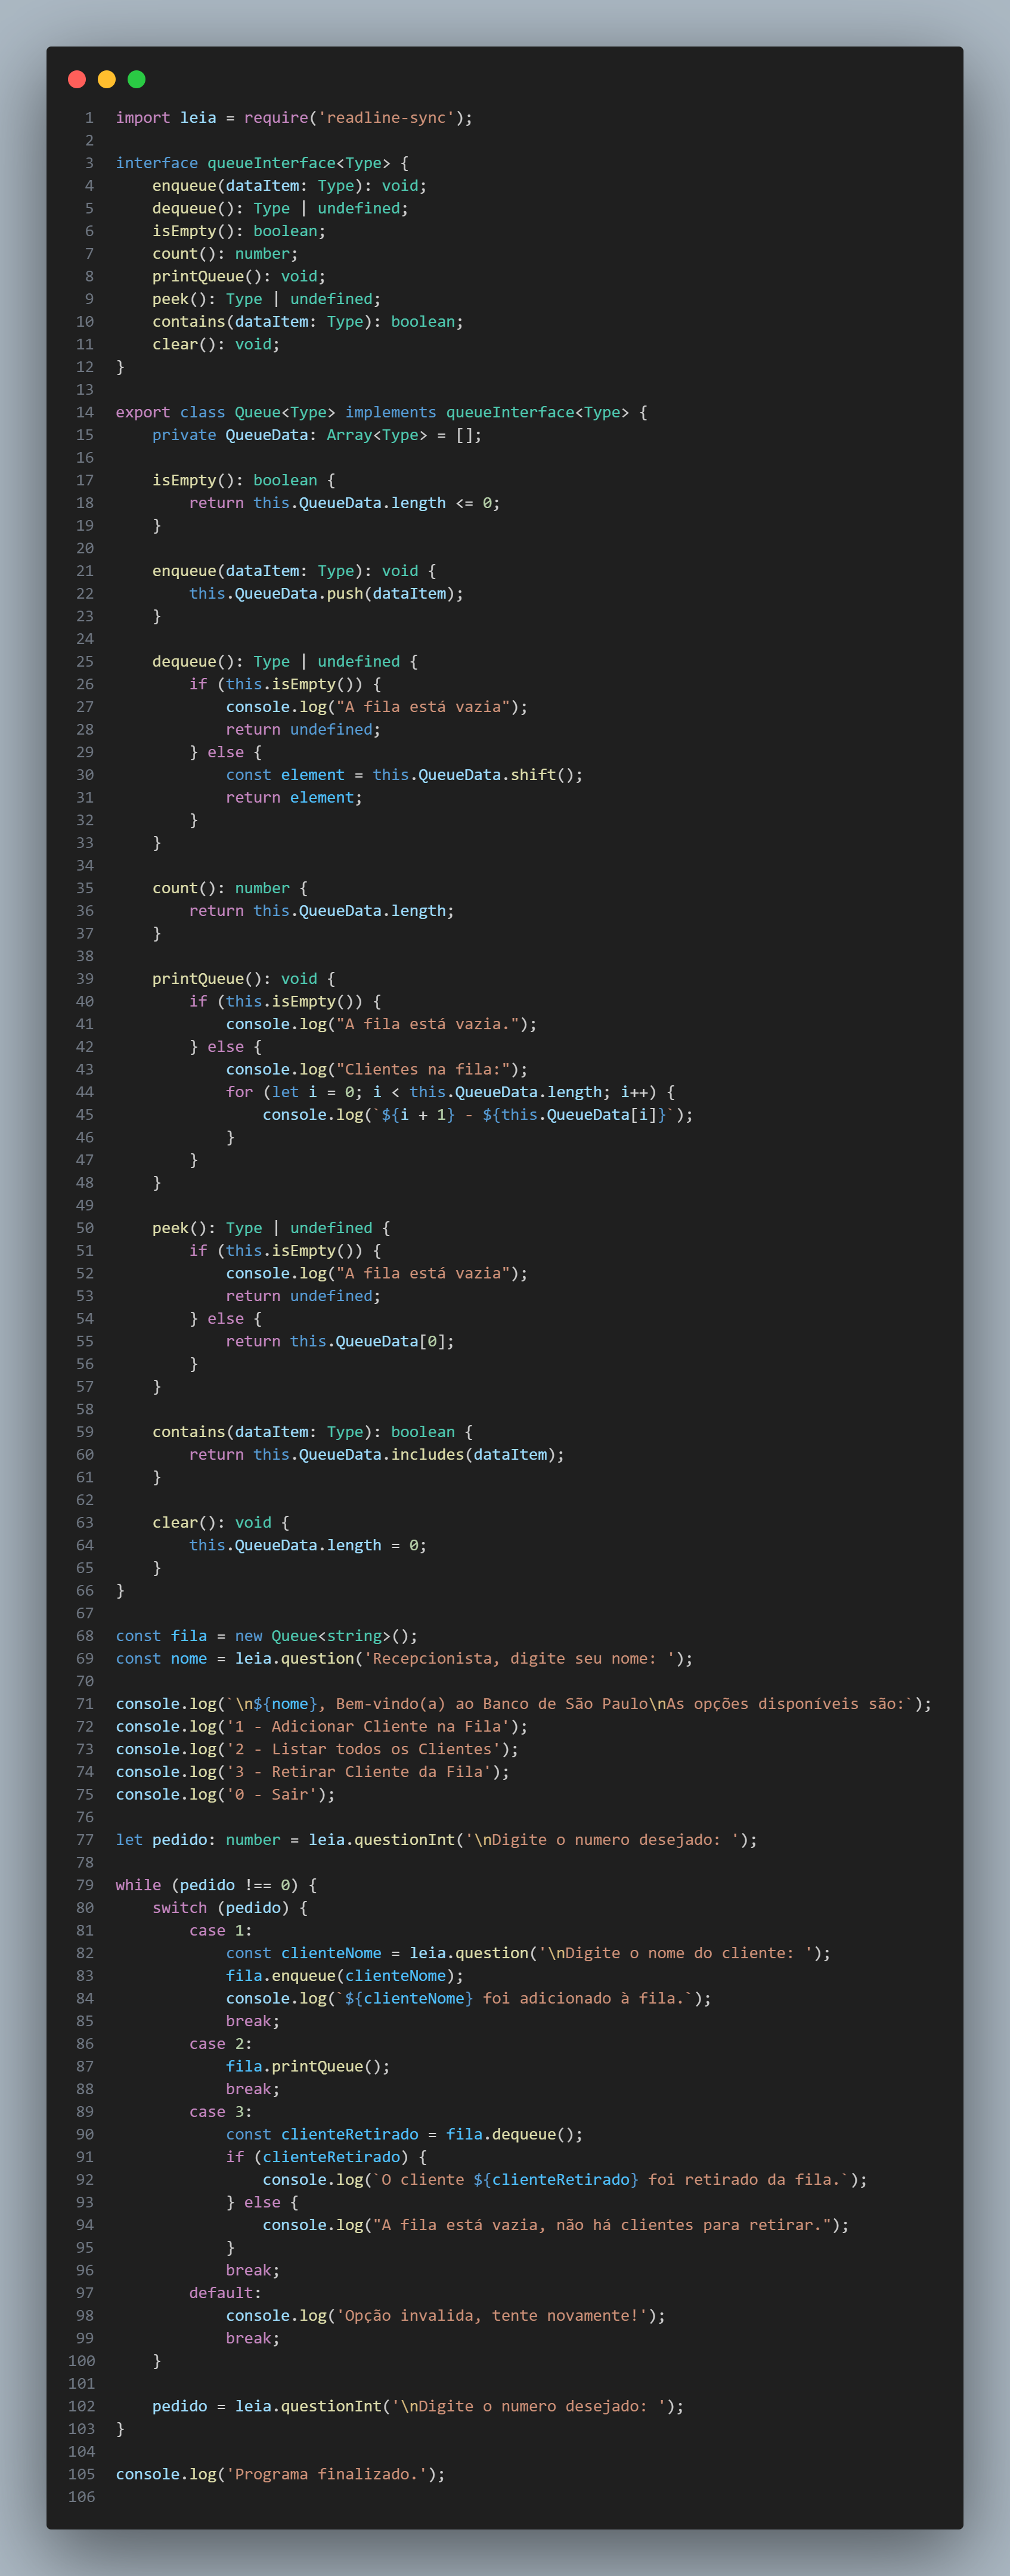 1 import leia = require('readline-sync');
2
3 interface queueInterface<Type> {
4     enqueue(dataItem: Type): void;
5     dequeue(): Type | undefined;
6     isEmpty(): boolean;
7     count(): number;
8     printQueue(): void;
9     peek(): Type | undefined;
10     contains(dataItem: Type): boolean;
11     clear(): void;
12 }
13
14 export class Queue<Type> implements queueInterface<Type> {
15     private QueueData: Array<Type> = [];
16
17     isEmpty(): boolean {
18         return this.QueueData.length <= 0;
19     }
20
21     enqueue(dataItem: Type): void {
22         this.QueueData.push(dataItem);
23     }
24
25     dequeue(): Type | undefined {
26         if (this.isEmpty()) {
27             console.log("A fila está vazia");
28             return undefined;
29         } else {
30             const element = this.QueueData.shift();
31             return element;
32         }
33     }
34
35     count(): number {
36         return this.QueueData.length;
37     }
38
39     printQueue(): void {
40         if (this.isEmpty()) {
41             console.log("A fila está vazia.");
42         } else {
43             console.log("Clientes na fila:");
44             for (let i = 0; i < this.QueueData.length; i++) {
45                 console.log(`${i + 1} - ${this.QueueData[i]}`);
46             }
47         }
48     }
49
50     peek(): Type | undefined {
51         if (this.isEmpty()) {
52             console.log("A fila está vazia");
53             return undefined;
54         } else {
55             return this.QueueData[0];
56         }
57     }
58
59     contains(dataItem: Type): boolean {
60         return this.QueueData.includes(dataItem);
61     }
62
63     clear(): void {
64         this.QueueData.length = 0;
65     }
66 }
67
68 const fila = new Queue<string>();
69 const nome = leia.question('Recepcionista, digite seu nome: ');
70
71 console.log(`\n${nome}, Bem-vindo(a) ao Banco de São Paulo\nAs opções disponíveis são:`);
72 console.log('1 - Adicionar Cliente na Fila');
73 console.log('2 - Listar todos os Clientes');
74 console.log('3 - Retirar Cliente da Fila');
75 console.log('0 - Sair');
76
77 let pedido: number = leia.questionInt('\nDigite o numero desejado: ');
78
79 while (pedido !== 0) {
80     switch (pedido) {
81         case 1:
82             const clienteNome = leia.question('\nDigite o nome do cliente: ');
83             fila.enqueue(clienteNome);
84             console.log(`${clienteNome} foi adicionado à fila.`);
85             break;
86         case 2:
87             fila.printQueue();
88             break;
89         case 3:
90             const clienteRetirado = fila.dequeue();
91             if (clienteRetirado) {
92                 console.log(`O cliente ${clienteRetirado} foi retirado da fila.`);
93             } else {
94                 console.log("A fila está vazia, não há clientes para retirar.");
95             }
96             break;
97         default:
98             console.log('Opção invalida, tente novamente!');
99             break;
100     }
101
102     pedido = leia.questionInt('\nDigite o numero desejado: ');
103 }
104
105 console.log('Programa finalizado.');
106